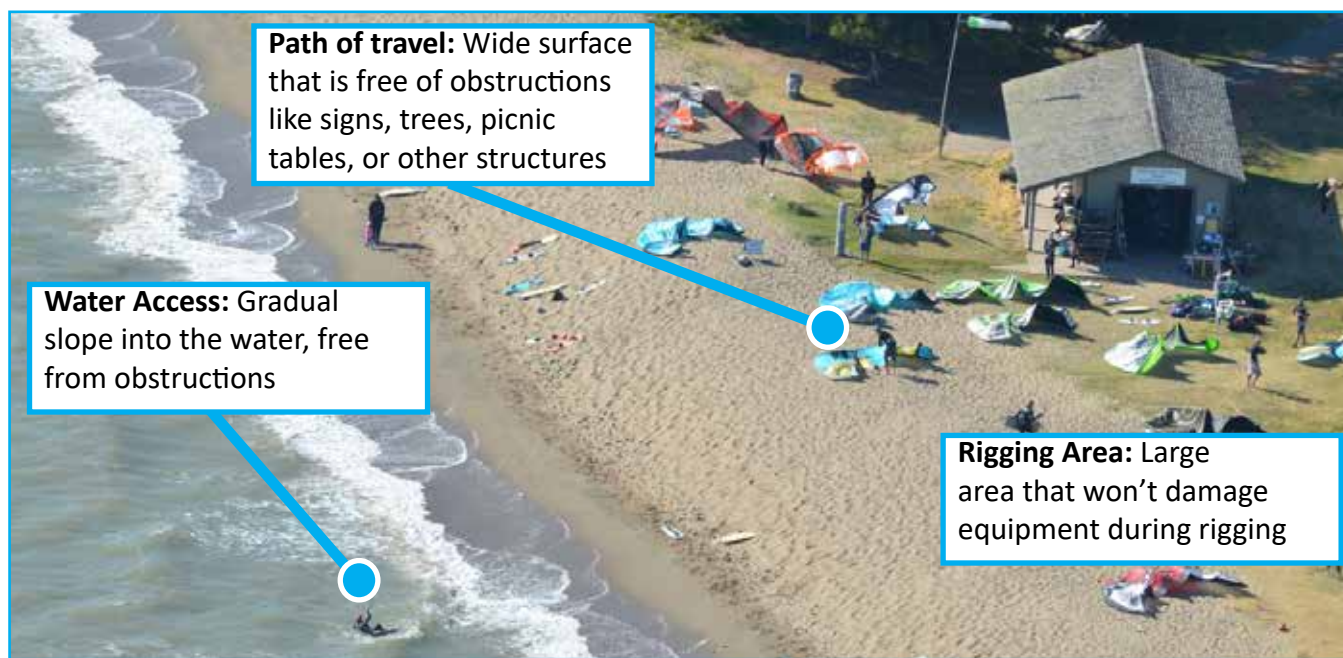 Path of travel: Wide surface
that is free of obstructions
like signs, trees, picnic
tables, or other structures
Water Access: Gradual
slope into the water, free
from obstructions
Rigging Area: Large
area that won’t damage
equipment during rigging